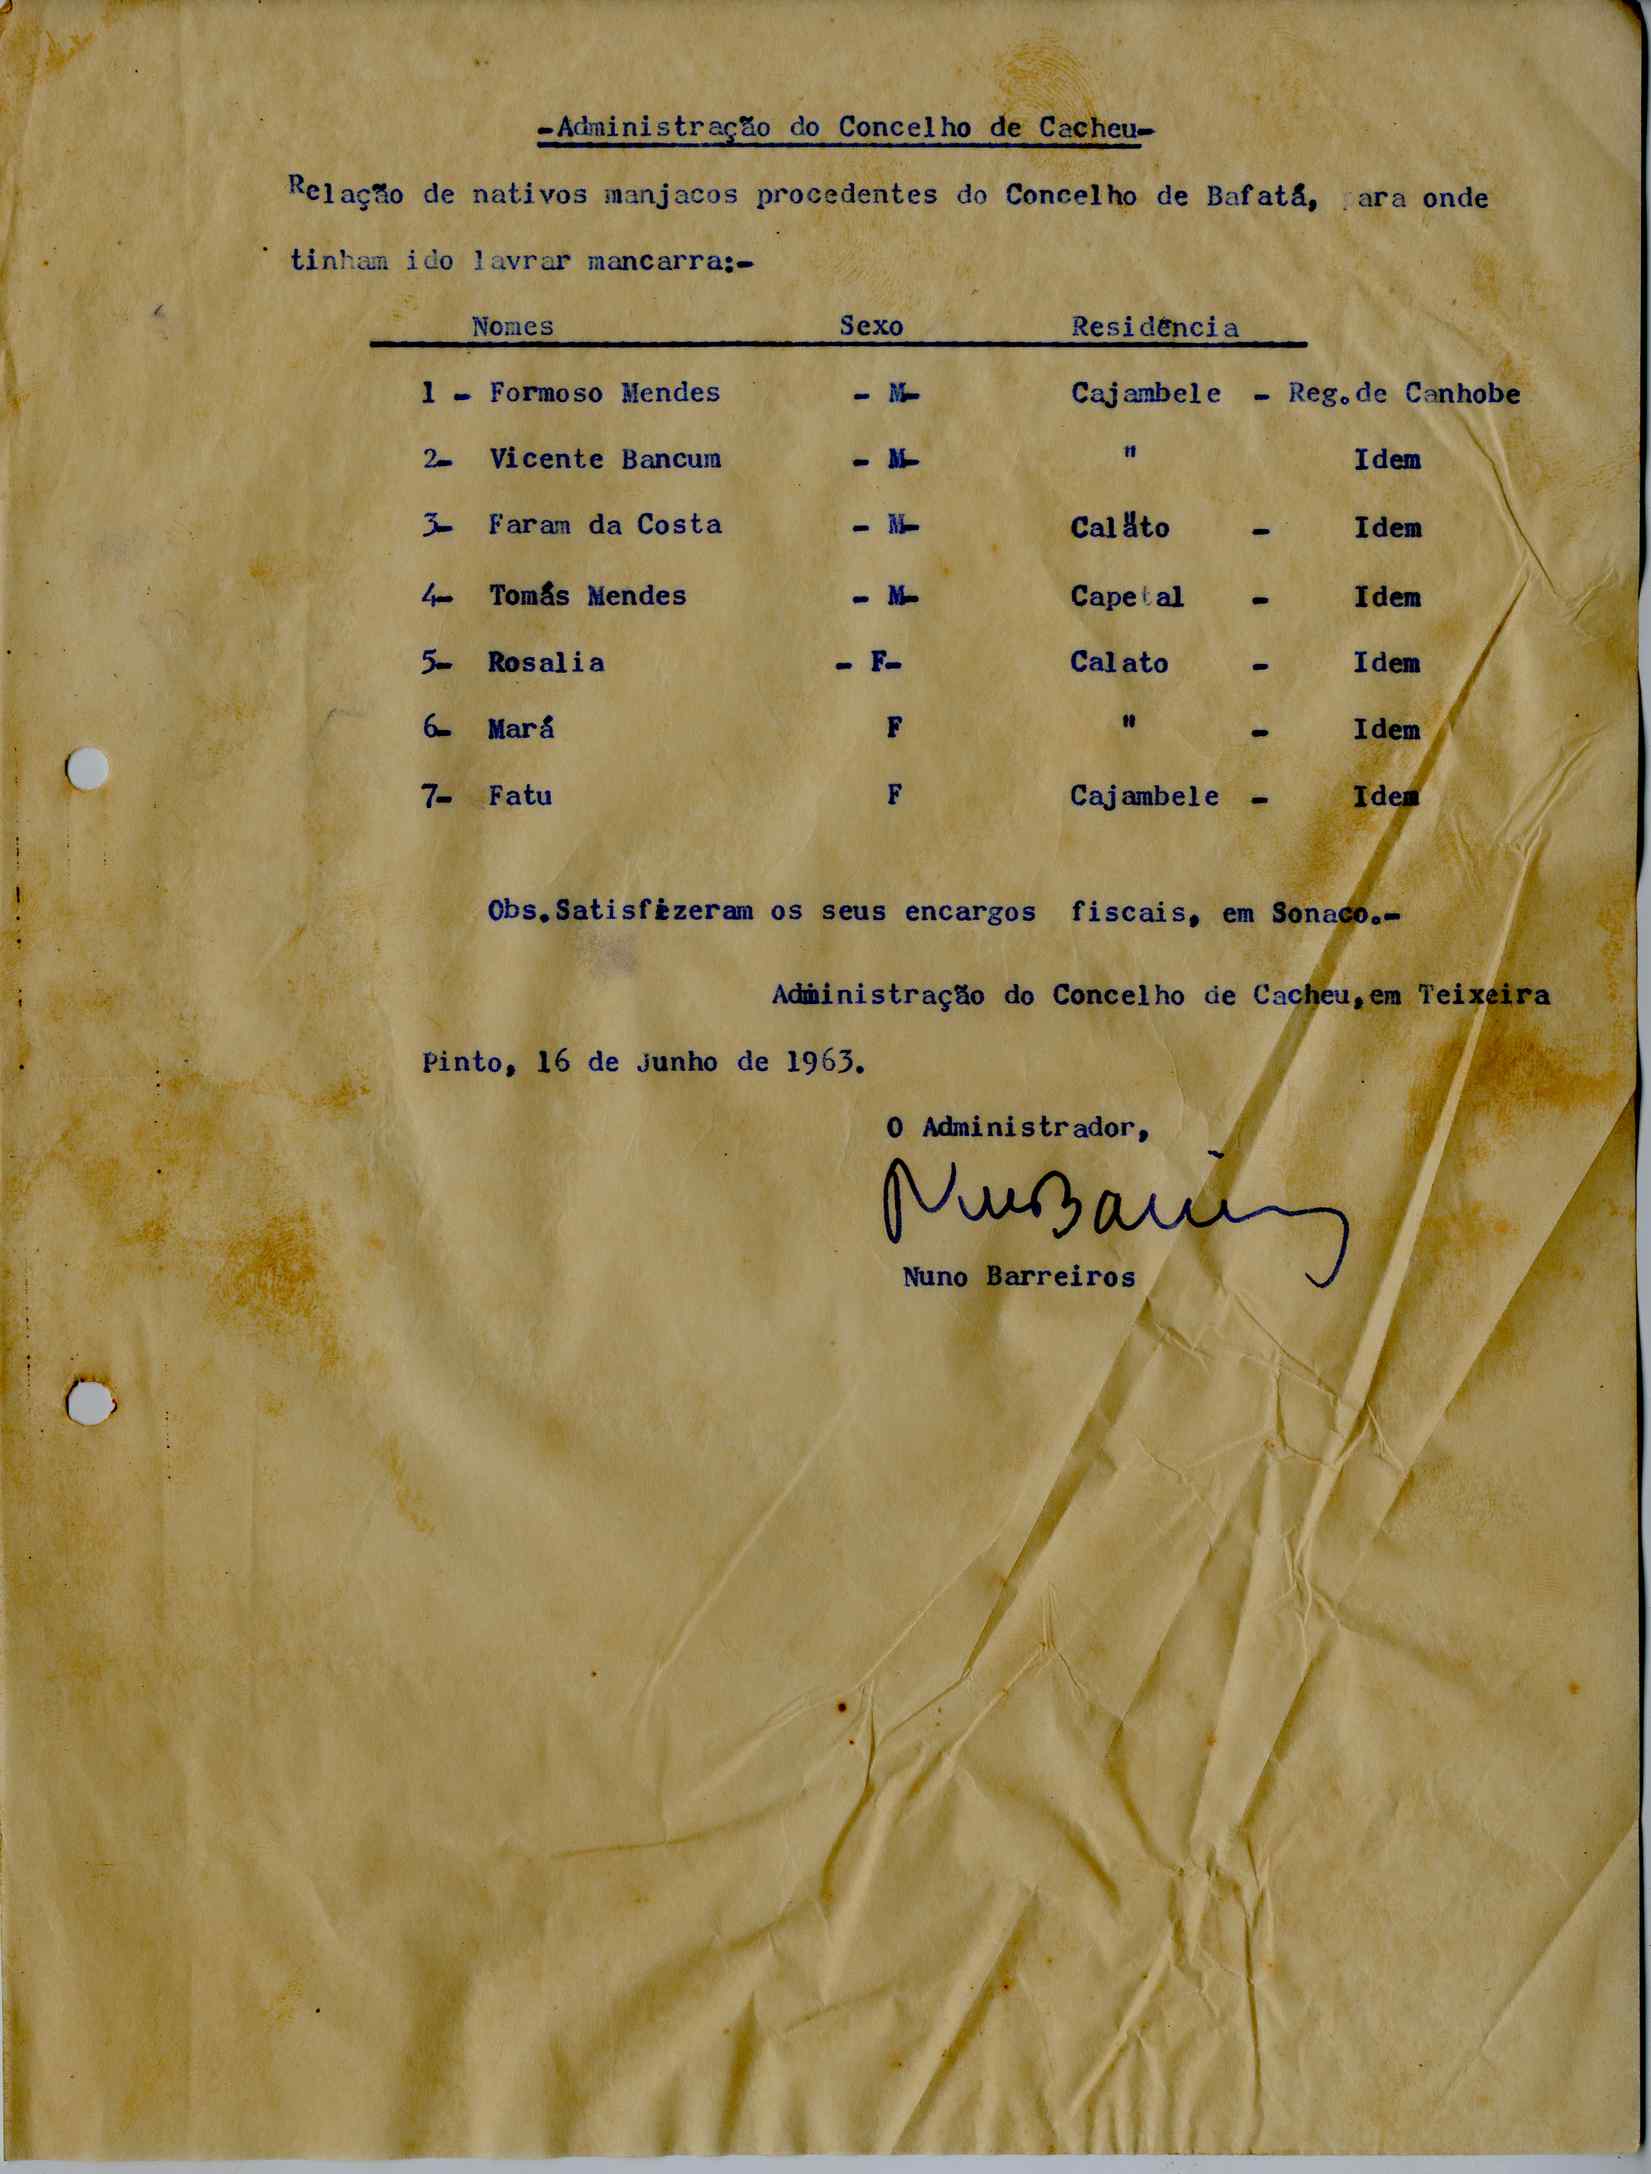 -Administração do Concelho de Cacheu-
Relação de nativos manjacos procedentes do Concelho de Bafatá, para onde
tinham ido lavrar mancarra:-
Nomes Sexo Residência
1 - Formoso Mendes - M- Cajambele - Reg.de Canhobe
2- Vicente Bancum - M- " Idem
3- Faram da Costa - M- Calato - Idem
4- Tomás Mendes - M- Capetal - Idem
5- Rosalia - F- Calato - Idem
6- Mará F " - Idem
7- Fatu F Cajambele - Idem
Obs.Satisfizeram os seus encargos fiscais, em Sonaco.-
Administração do Concelho de Cacheu,em Teixeira
Pinto, 16 de Junho de 1963.
O Administrador,
Nuno Barreiros